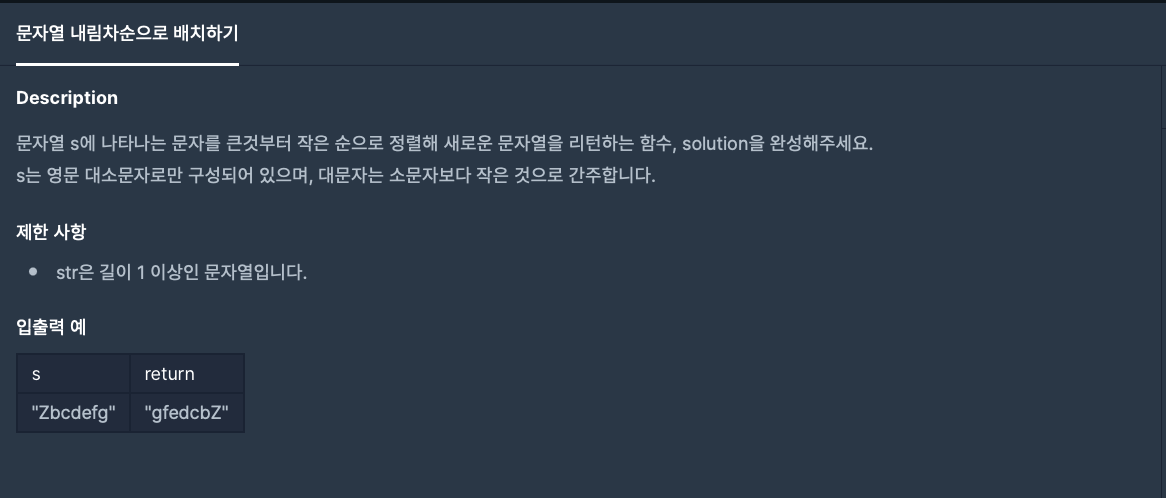 문자열 내림차순으로 배치하기
Description
문자열 s에 나타나는 문자를 큰것부터 작은 순으로 정렬해 새로운 문자열을 리턴하는 함수, solution을 완성해주세요.
s는 영문 대소문자로만 구성되어 있으며, 대문자는 소문자보다 작은 것으로 간주합니다.
제한 사항
• str은 길이 1 이상인 문자열입니다.
입출력 예
s return
"Zbcdefg" "gfedcbZ"